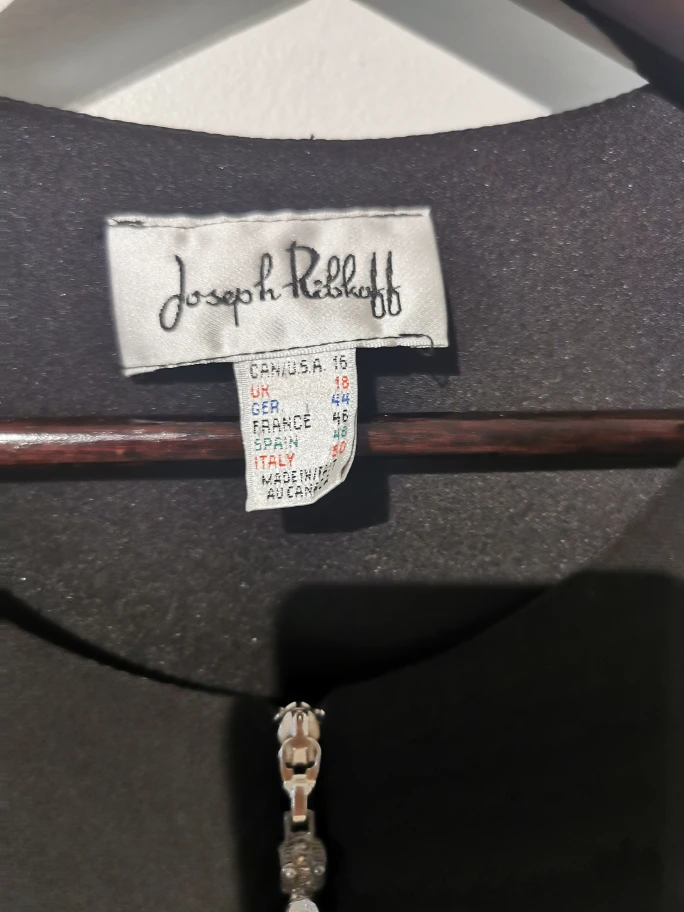 Joseph Ribkoff
CAN/U.S.A. 16
UK 18
GER 44
FRANCE 46
SPAIN 48
ITALY 50
MADE IN/FAIT
AU CANADA